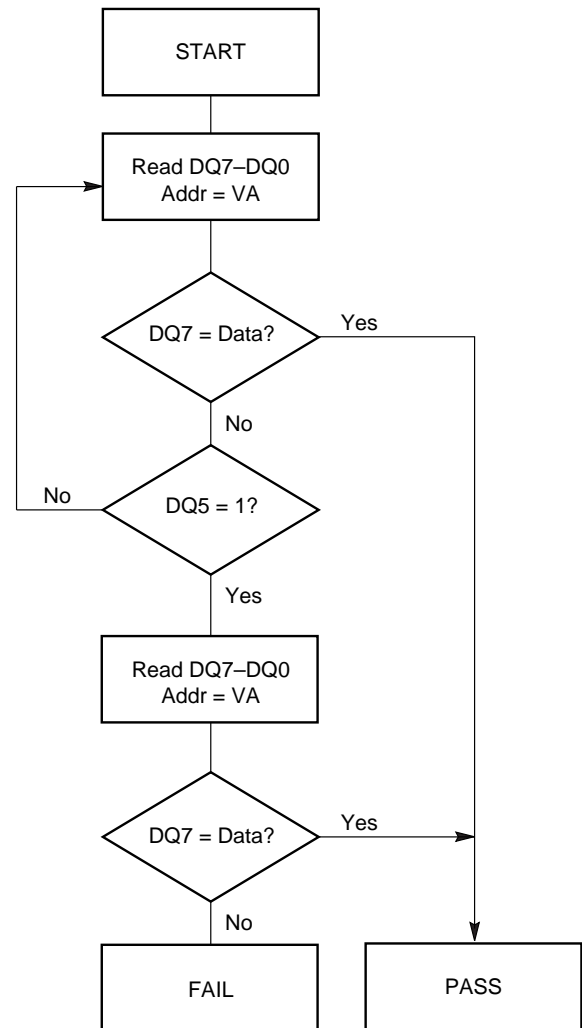 START
Read DQ7–DQ0
Addr = VA
DQ7 = Data?
Yes
No
No
DQ5 = 1?
Yes
Read DQ7–DQ0
Addr = VA
DQ7 = Data?
Yes
No
FAIL
PASS